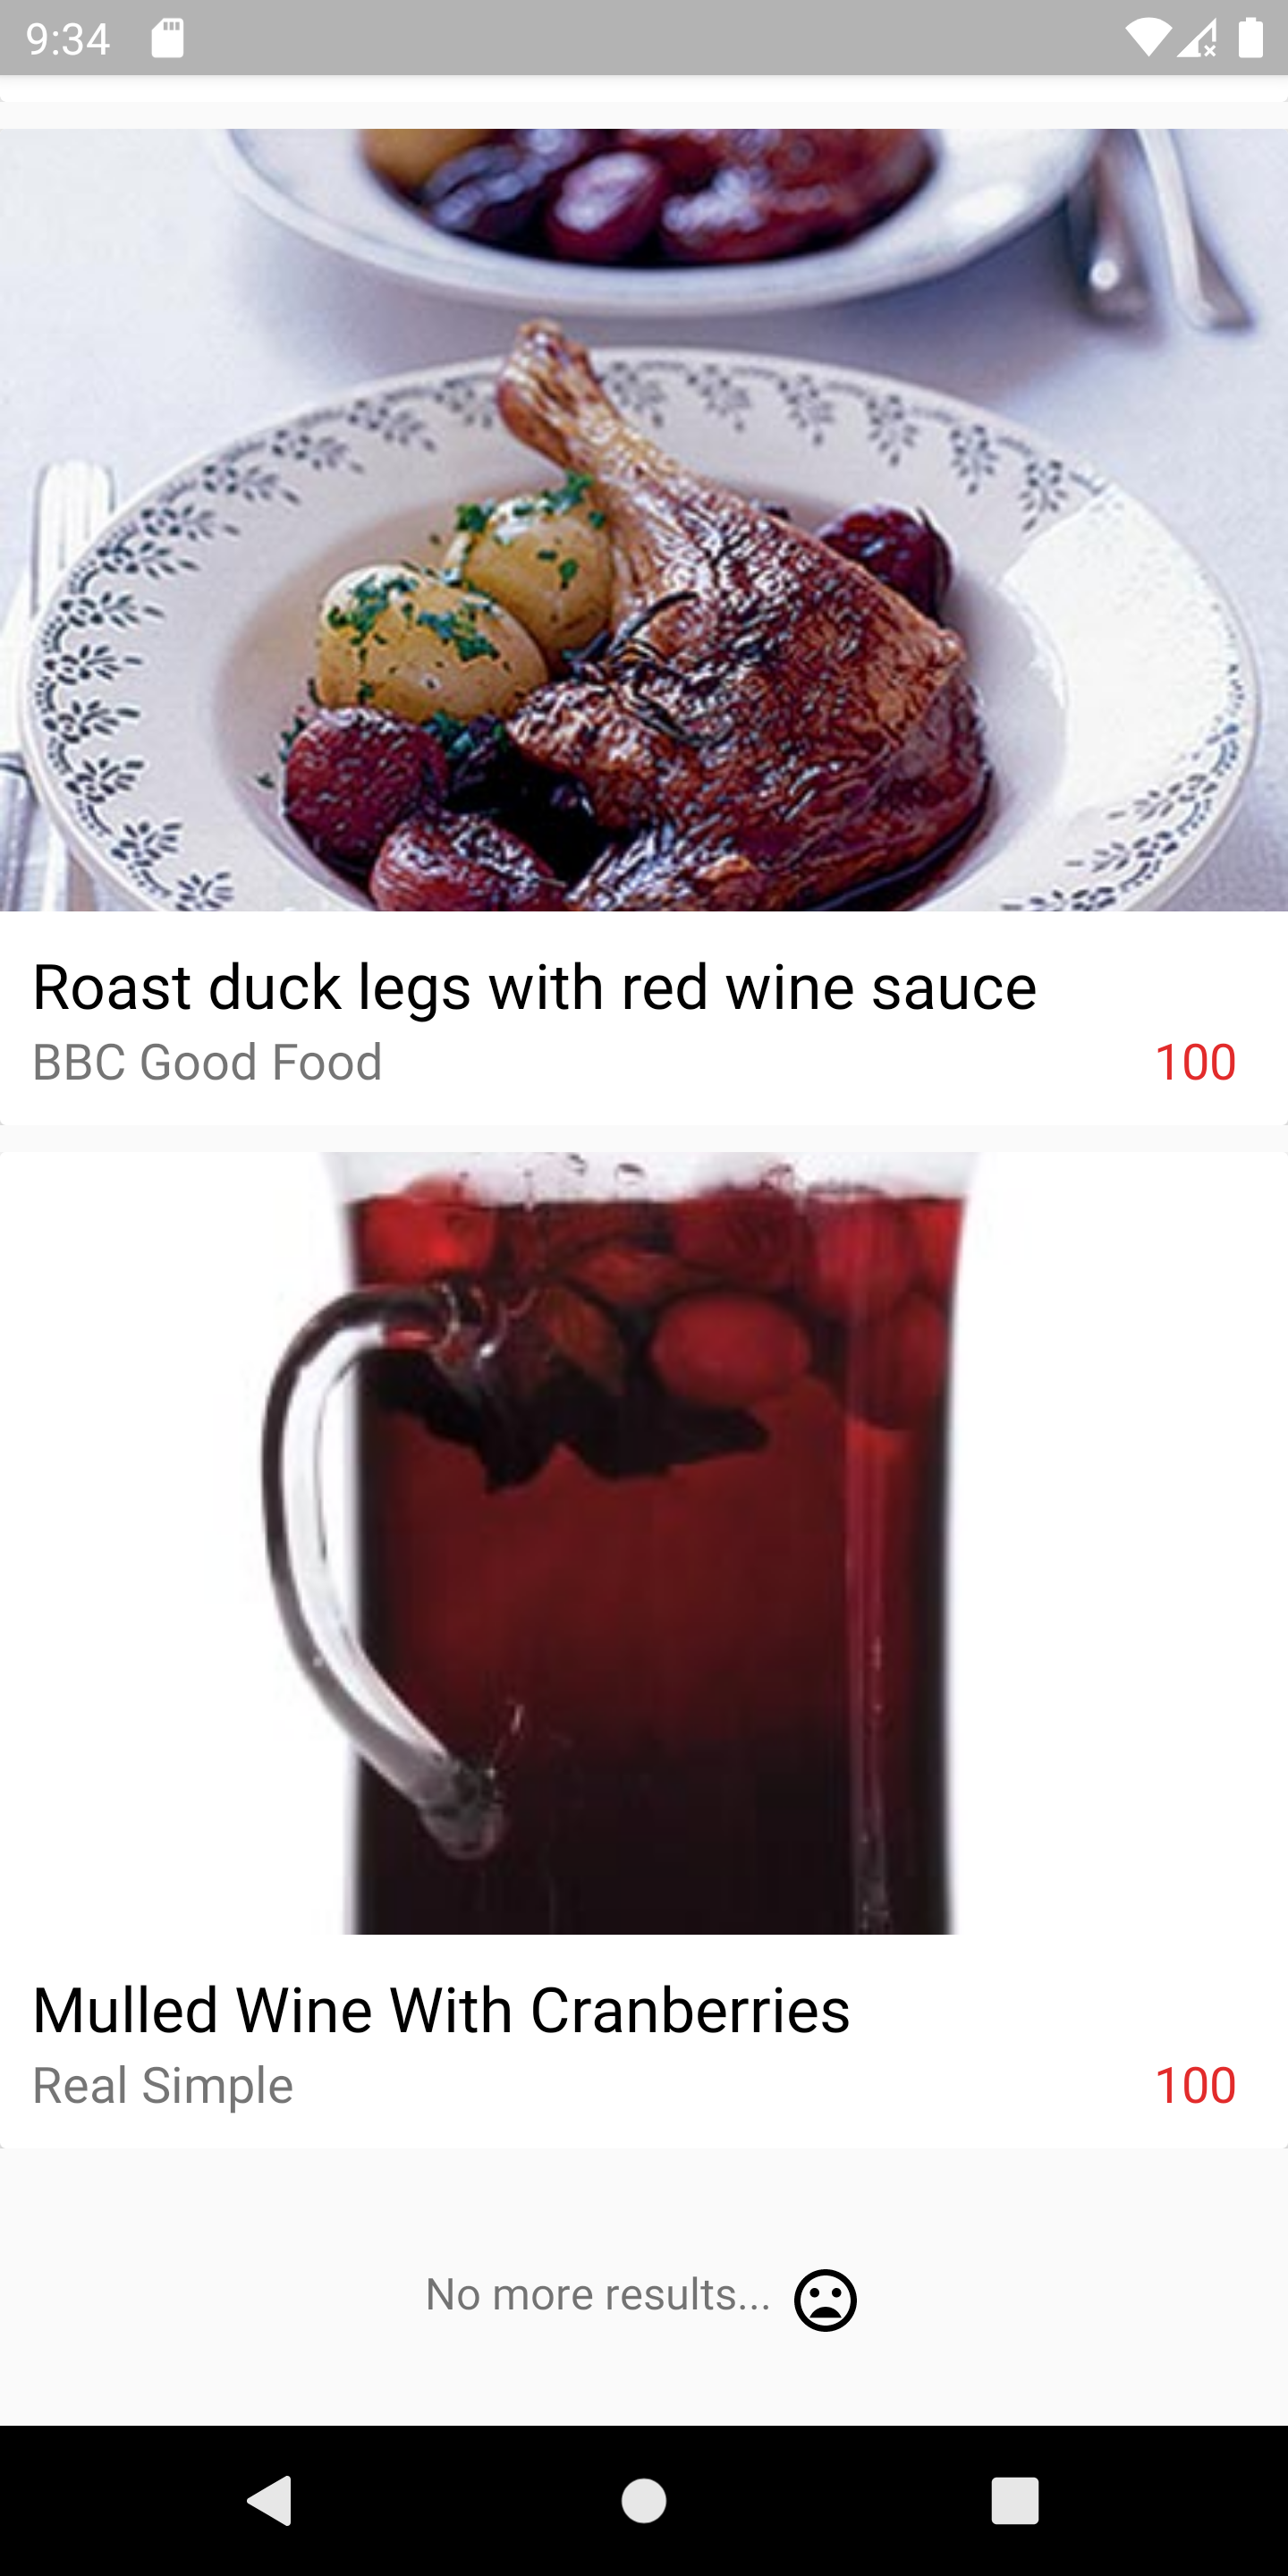 9:34
Roast duck legs with red wine sauce
BBC Good Food
100
Mulled Wine With Cranberries
Real Simple
100
No more results...